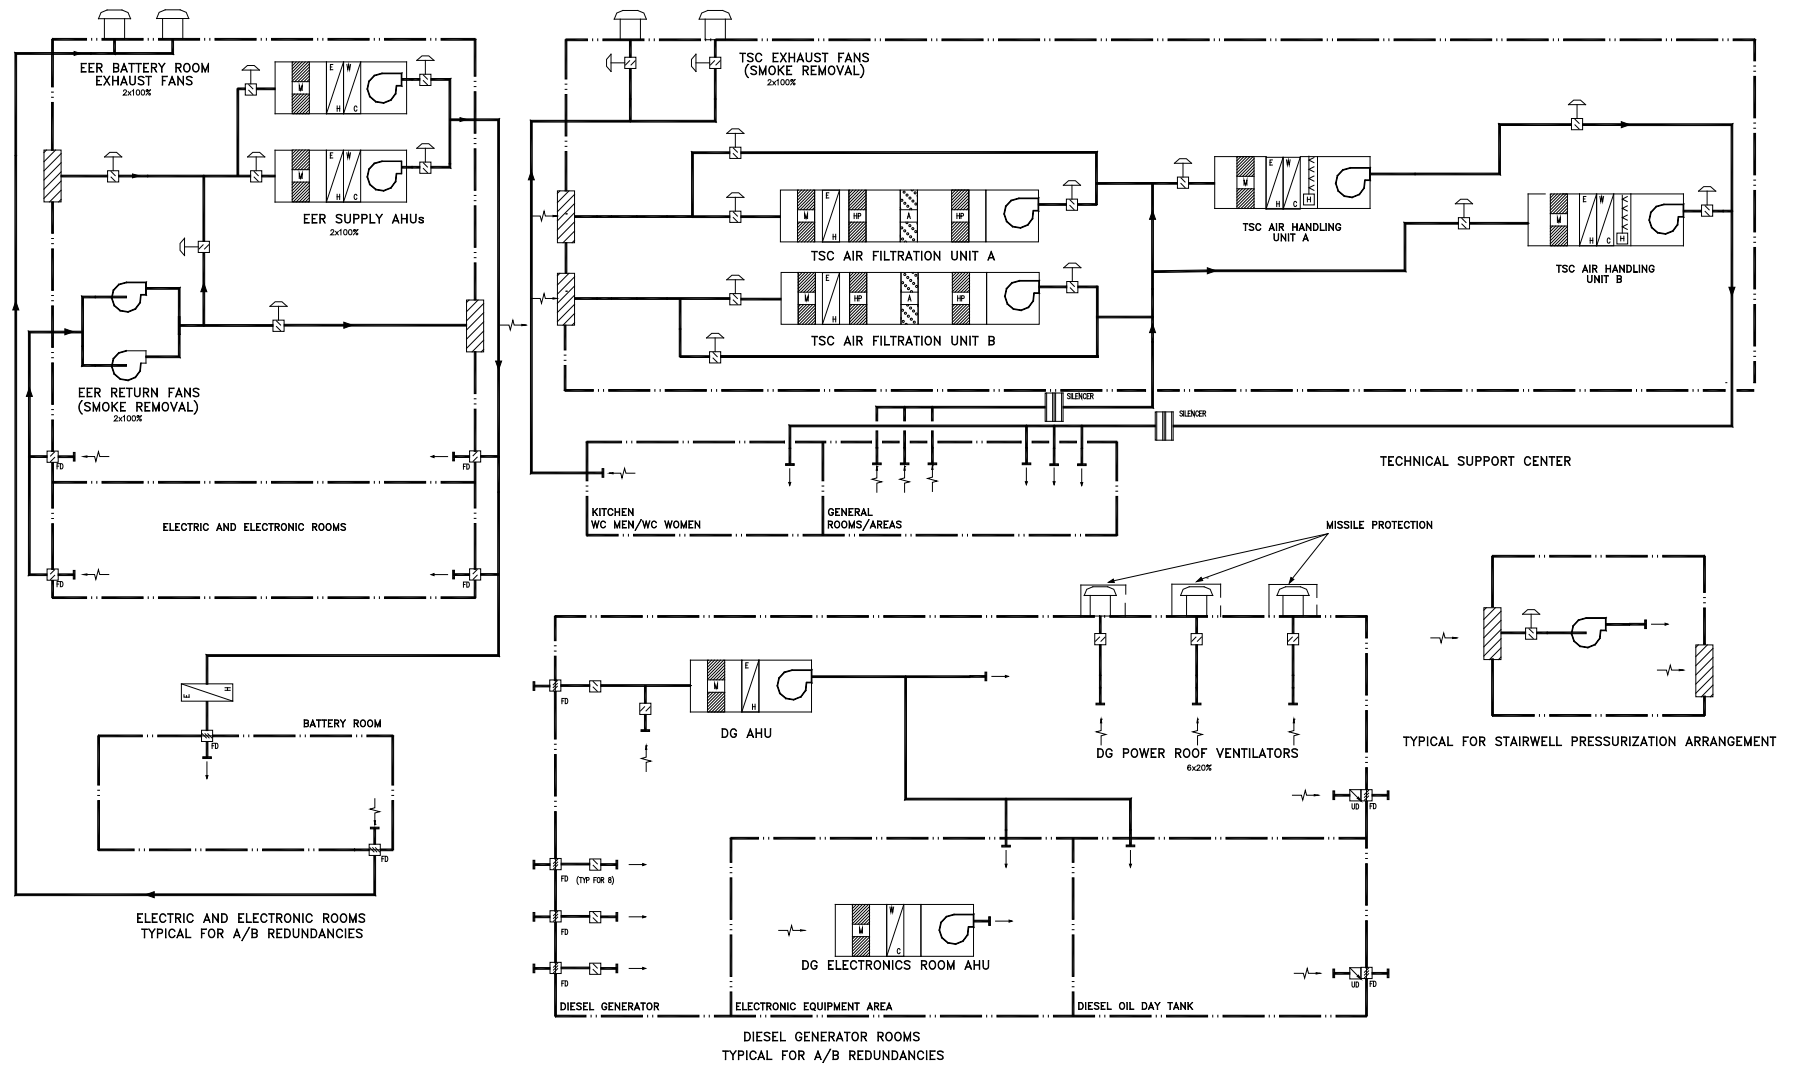 EER BATTERY ROOM
EXHAUST FANS
2x100%
M
E
H
W
C
M
E
H
W
C
EER SUPPLY AHUs
2x100%
EER RETURN FANS
(SMOKE REMOVAL)
2x100%
FD
FD
ELECTRIC AND ELECTRONIC ROOMS
FD
FD
E
H
BATTERY ROOM
FD
FD
ELECTRIC AND ELECTRONIC ROOMS
TYPICAL FOR A/B REDUNDANCIES
TSC EXHAUST FANS
(SMOKE REMOVAL)
2x100%
M
E
H
HP
A
HP
TSC AIR FILTRATION UNIT A
M
E
H
HP
A
HP
TSC AIR FILTRATION UNIT B
M
E
H
W
C
H
TSC AIR HANDLING
UNIT A
M
E
H
W
C
H
TSC AIR HANDLING
UNIT B
SILENCER
SILENCER
TECHNICAL SUPPORT CENTER
KITCHEN
WC MEN/WC WOMEN
GENERAL
ROOMS/AREAS
MISSILE PROTECTION
FD
M
E
H
DG AHU
DG POWER ROOF VENTILATORS
6x20%
UD
FD
FD
(TYP FOR 8)
FD
FD
M
W
C
DG ELECTRONICS ROOM AHU
UD
FD
DIESEL GENERATOR
ELECTRONIC EQUIPMENT AREA
DIESEL OIL DAY TANK
DIESEL GENERATOR ROOMS
TYPICAL FOR A/B REDUNDANCIES
TYPICAL FOR STAIRWELL PRESSURIZATION ARRANGEMENT